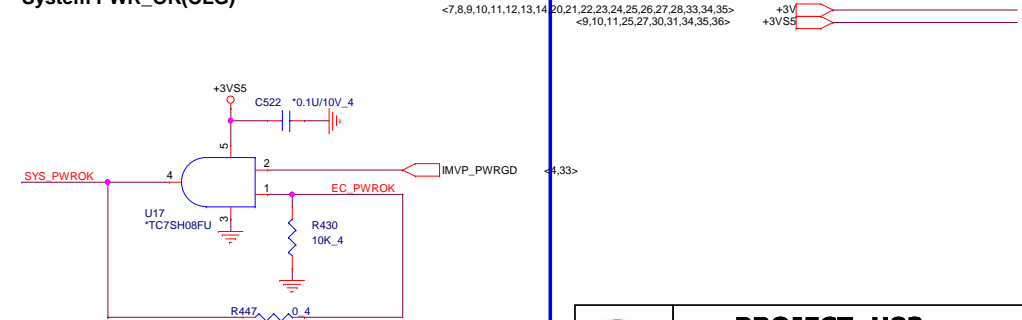 <7,8,9,10,11,12,13,14,20,21,22,23,24,25,26,27,28,33,34,35> +3V
<9,10,11,25,27,30,31,34,35,36> +3VS5
+3VS5
C522 *0.1U/10V_4
5
2
IMVP_PWRGD <4,33>
SYS_PWROK
4
1
EC_PWROK
U17
*TC7SH08FU
3
R430
10K_4
R447 0_4